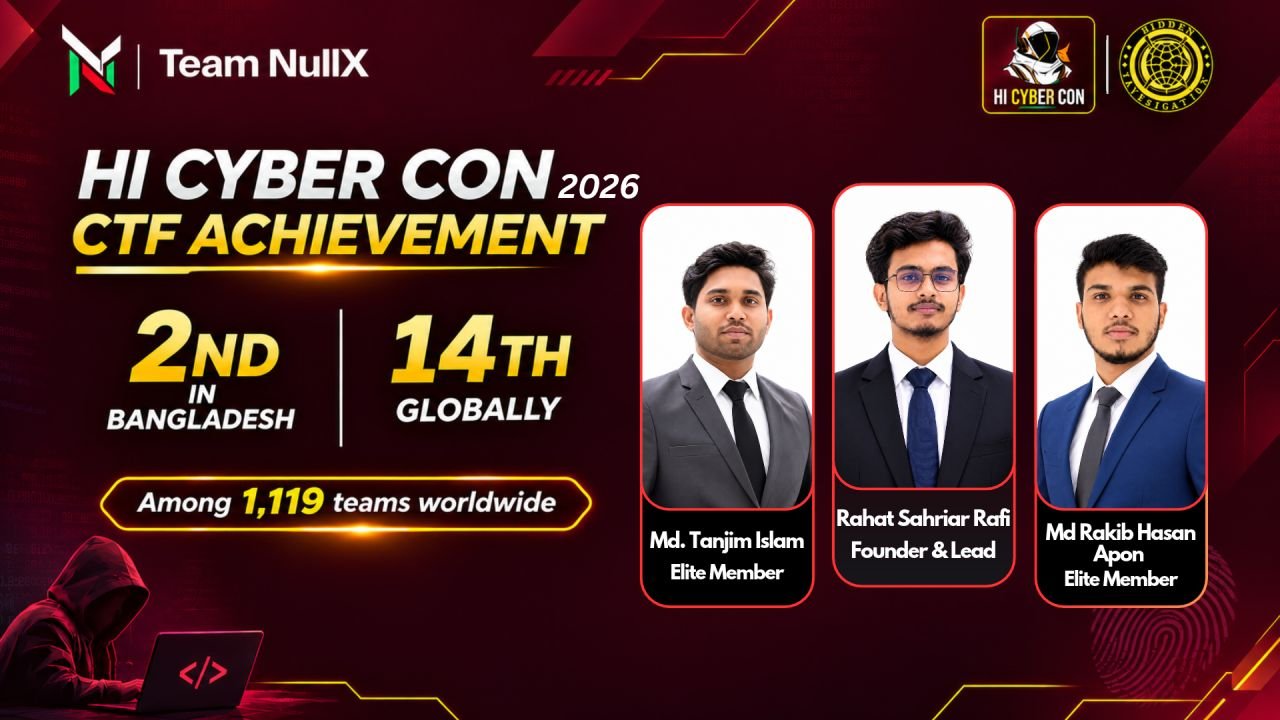 Team NullX
HI CYBER CON
HIDDEN
HI CYBER CON 2026
CTF ACHIEVEMENT
2ND
IN
BANGLADESH
14TH
GLOBALLY
Among 1,119 teams worldwide
Md. Tanjim Islam
Elite Member
Rahat Sahriar Rafi
Founder & Lead
Md Rakib Hasan
Apon
Elite Member
</>